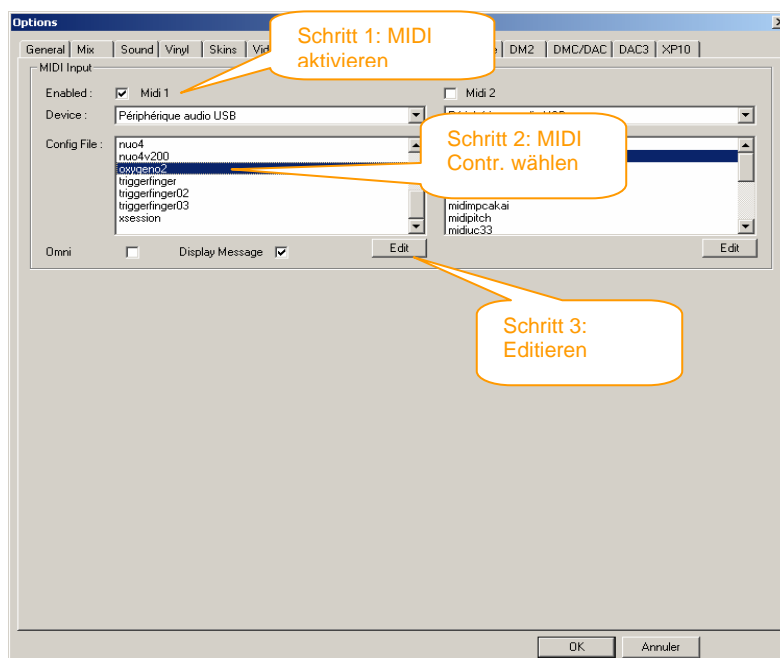 Options
General Mix Sound Vinyl Skins DM2 DMC/DAC DAC3 XP10
Schritt 1: MIDI
aktivieren
MIDI Input
Enabled : Midi 1 Midi 2
Device : Périphérique audio USB
Config File :
nuo4
nuo4v200
oxygeno2
triggerfinger
triggerfinger02
triggerfinger03
xsession
Schritt 2: MIDI
Contr. wählen
midimpcakai
midipitch
midiuc33
Omni Display Message Edit Edit
Schritt 3:
Editieren
OK Annuler